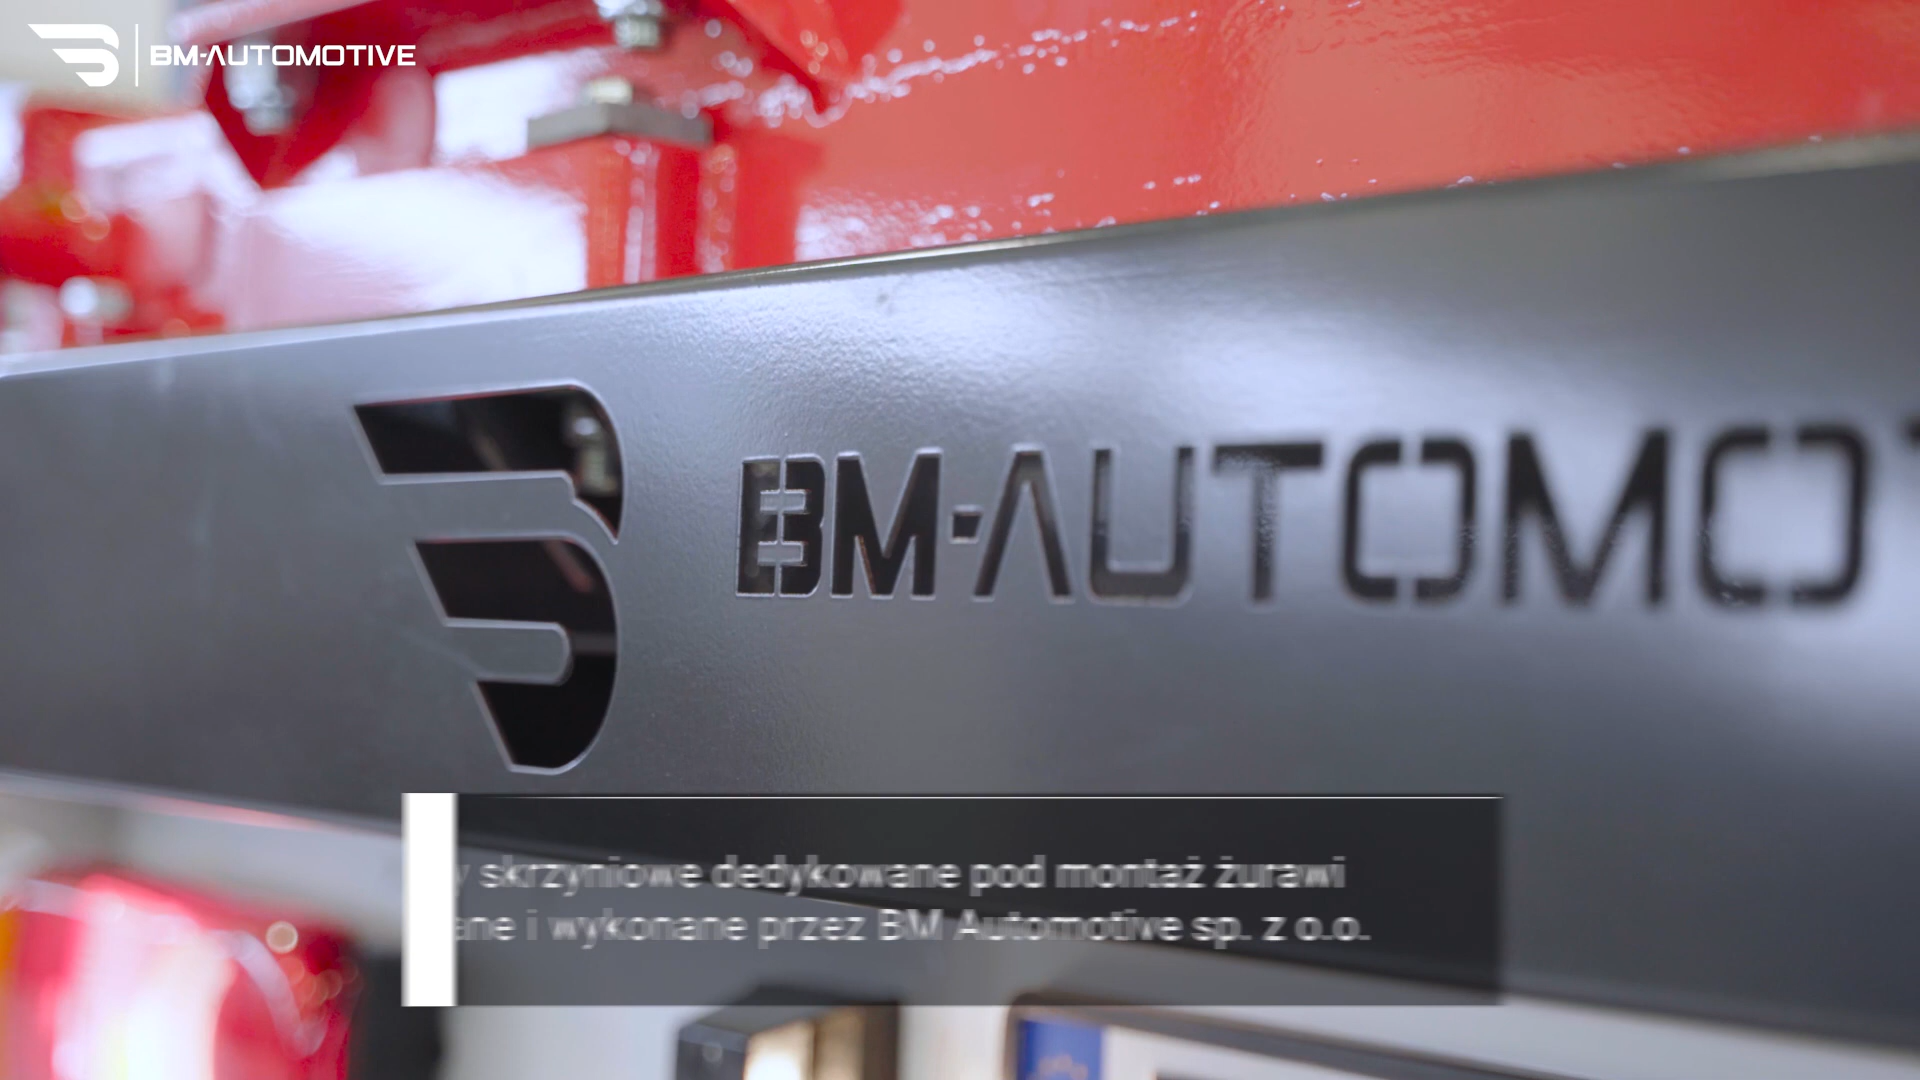 BM-AUTOMOTIVE
BM-AUTOMO
skrzyniowe dedykowane pod montaż żurawi
i wykonane przez BM Automotive sp. z o.o.